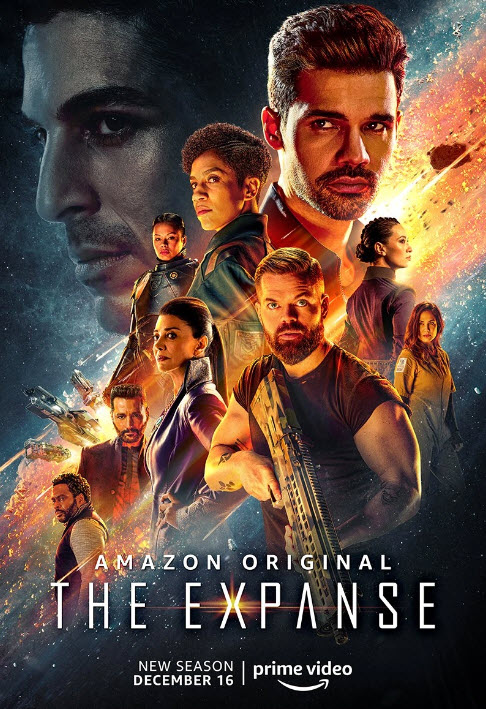 AMAZON ORIGINAL
THE EXPANSE
NEW SEASON
DECEMBER 16
prime video